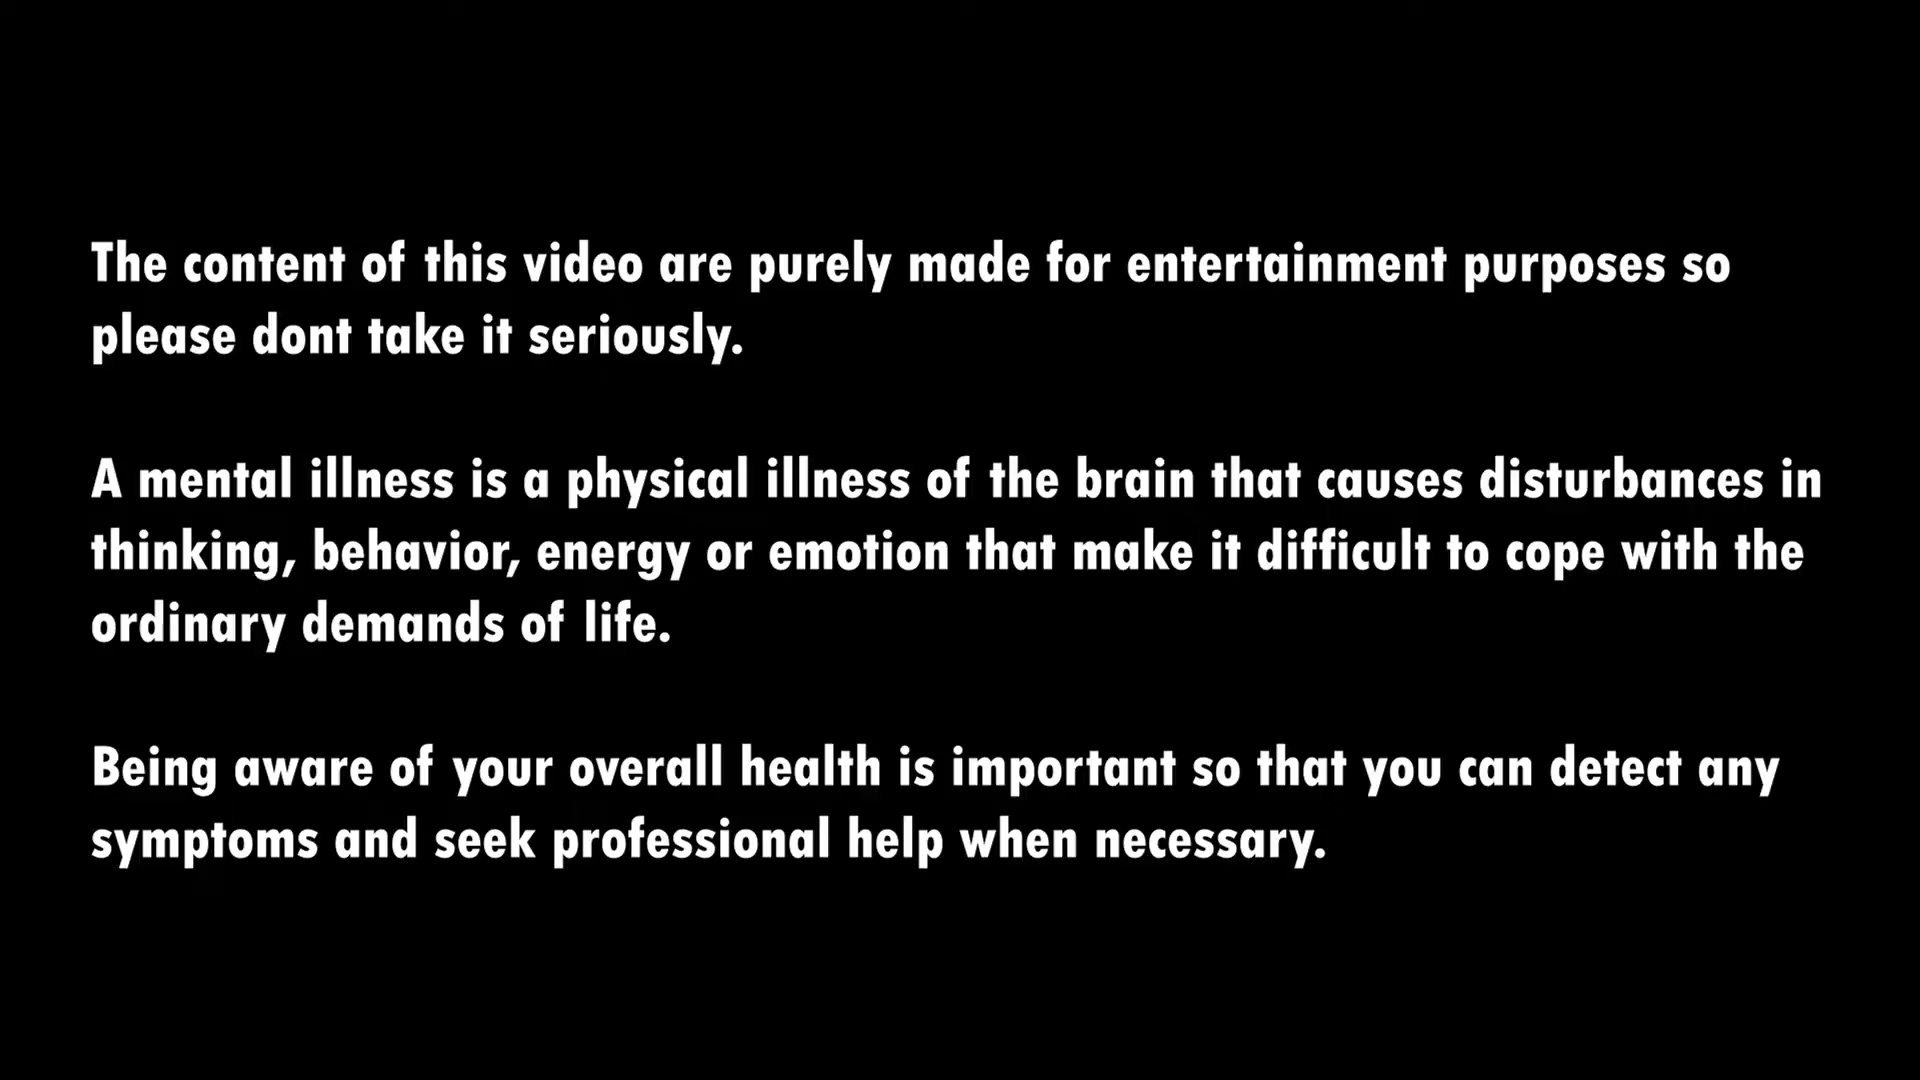 The content of this video are purely made for entertainment purposes so
please dont take it seriously.
A mental illness is a physical illness of the brain that causes disturbances in
thinking, behavior, energy or emotion that make it difficult to cope with the
ordinary demands of life.
Being aware of your overall health is important so that you can detect any
symptoms and seek professional help when necessary.